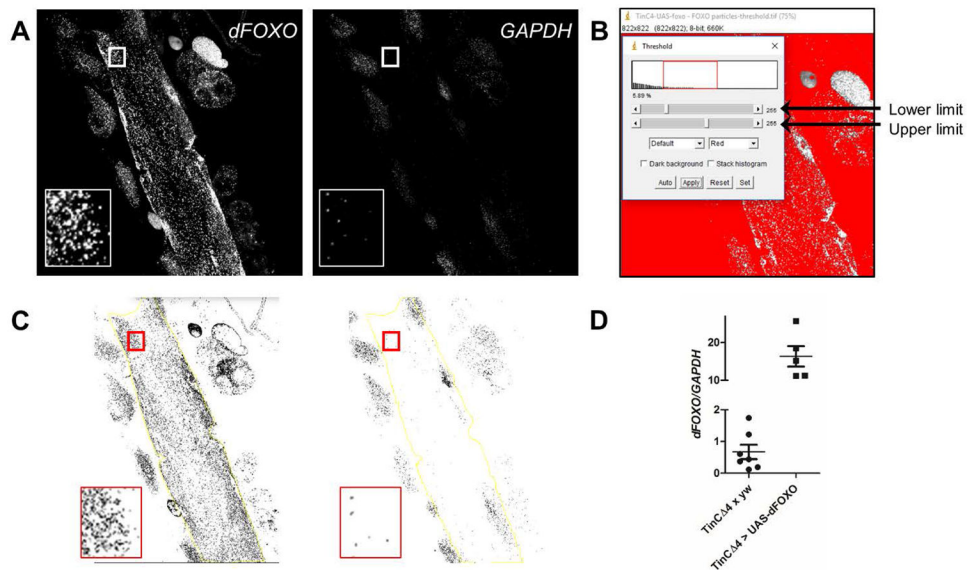 A
dFOXO
GAPDH
B
TinC4-UAS-foxo - FOXO particles-threshold.tif (75%)
822x822 (822x822); 8-bit; 660K
Threshold
5.89 %
255
255
Default
Red
Dark background
Stack histogram
Auto
Apply
Reset
Set
Lower limit
Upper limit
C
D
dFOXO/GAPDH
20
10
2
1
0
TinCΔ4 x yw
TinCΔ4 > UAS-dFOXO